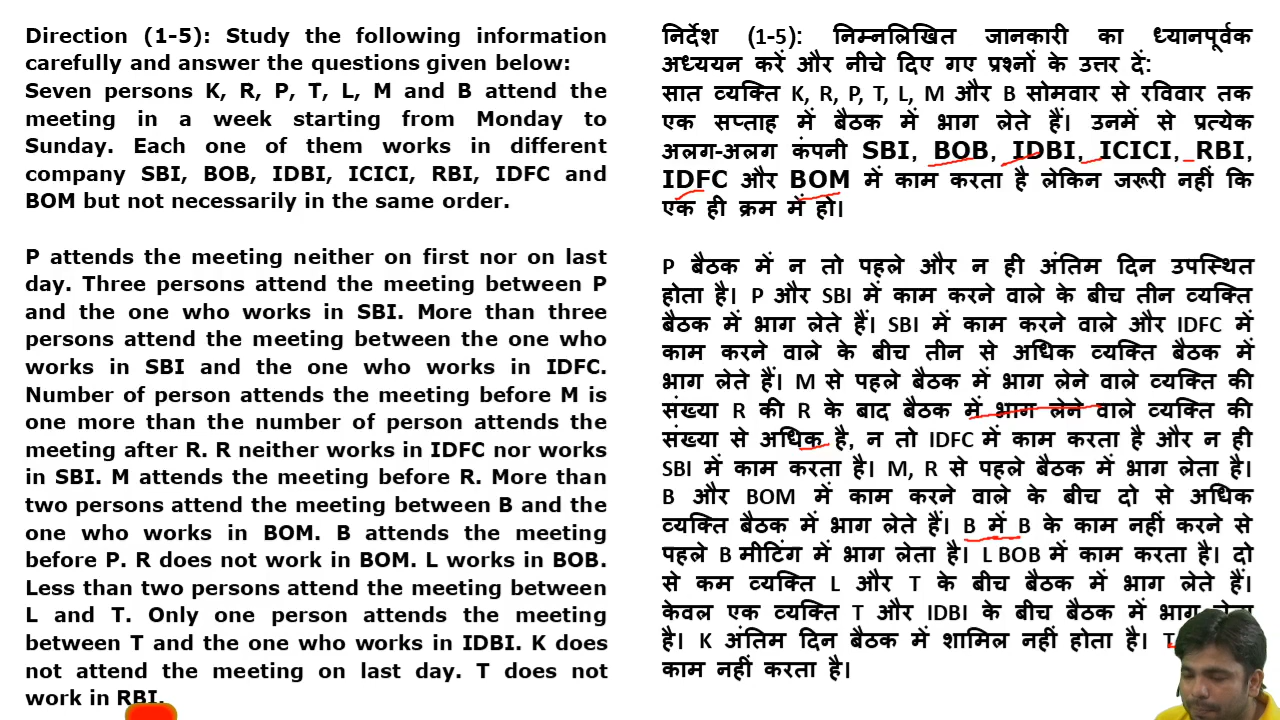 Direction (1-5): Study the following information
carefully and answer the questions given below:
Seven persons K, R, P, T, L, M and B attend the
meeting in a week starting from Monday to
Sunday. Each one of them works in different
company SBI, BOB, IDBI, ICICI, RBI, IDFC and
BOM but not necessarily in the same order.
P attends the meeting neither on first nor on last
day. Three persons attend the meeting between P
and the one who works in SBI. More than three
persons attend the meeting between the one who
works in SBI and the one who works in IDFC.
Number of person attends the meeting before M is
one more than the number of person attends the
meeting after R. R neither works in IDFC nor works
in SBI. M attends the meeting before R. More than
two persons attend the meeting between B and the
one who works in BOM. B attends the meeting
before P. R does not work in BOM. L works in BOB.
Less than two persons attend the meeting between
L and T. Only one person attends the meeting
between T and the one who works in IDBI. K does
not attend the meeting on last day. T does not
work in RBI.
निर्देश (1-5): निम्नलिखित जानकारी का ध्यानपूर्वक
अध्ययन करें और नीचे दिए गए प्रश्नों के उत्तर दें:
सात व्यक्ति K, R, P, T, L, M और B सोमवार से रविवार तक
एक सप्ताह में बैठक में भाग लेते हैं। उनमें से प्रत्येक
अलग-अलग कंपनी SBI, BOB, IDBI, ICICI, RBI,
IDFC और BOM में काम करता है लेकिन जरूरी नहीं कि
एक ही क्रम में हो।
P बैठक में न तो पहले और न ही अंतिम दिन उपस्थित
होता है। P और SBI में काम करने वाले के बीच तीन व्यक्ति
बैठक में भाग लेते हैं। SBI में काम करने वाले और IDFC में
काम करने वाले के बीच तीन से अधिक व्यक्ति बैठक में
भाग लेते हैं। M से पहले बैठक में भाग लेने वाले व्यक्ति की
संख्या R की R के बाद बैठक में भाग लेने वाले व्यक्ति की
संख्या से अधिक है, न तो IDFC में काम करता है और न ही
SBI में काम करता है। M, R से पहले बैठक में भाग लेता है।
B और BOM में काम करने वाले के बीच दो से अधिक
व्यक्ति बैठक में भाग लेते हैं। B में B के काम नहीं करने से
पहले B मीटिंग में भाग लेता है। L BOB में काम करता है। दो
से कम व्यक्ति L और T के बीच बैठक में भाग लेते हैं।
केवल एक व्यक्ति T और IDBI के बीच बैठक में भाग लेता
है। K अंतिम दिन बैठक में शामिल नहीं होता है। T
काम नहीं करता है।